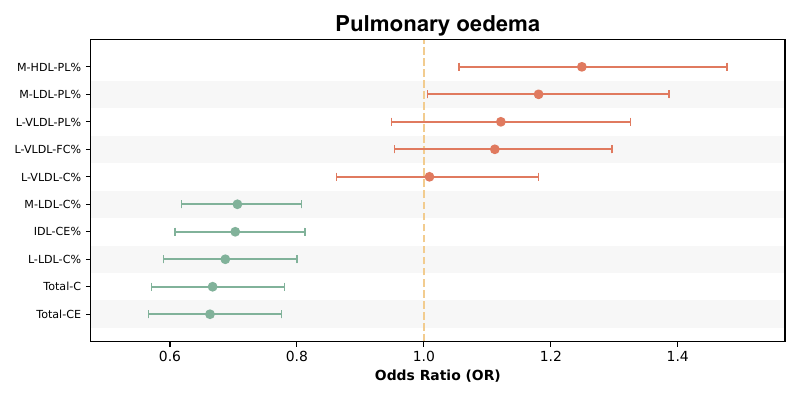 Pulmonary oedema
M-HDL-PL%
M-LDL-PL%
L-VLDL-PL%
L-VLDL-FC%
L-VLDL-C%
M-LDL-C%
IDL-CE%
L-LDL-C%
Total-C
Total-CE
0.6 0.8 1.0 1.2 1.4
Odds Ratio (OR)